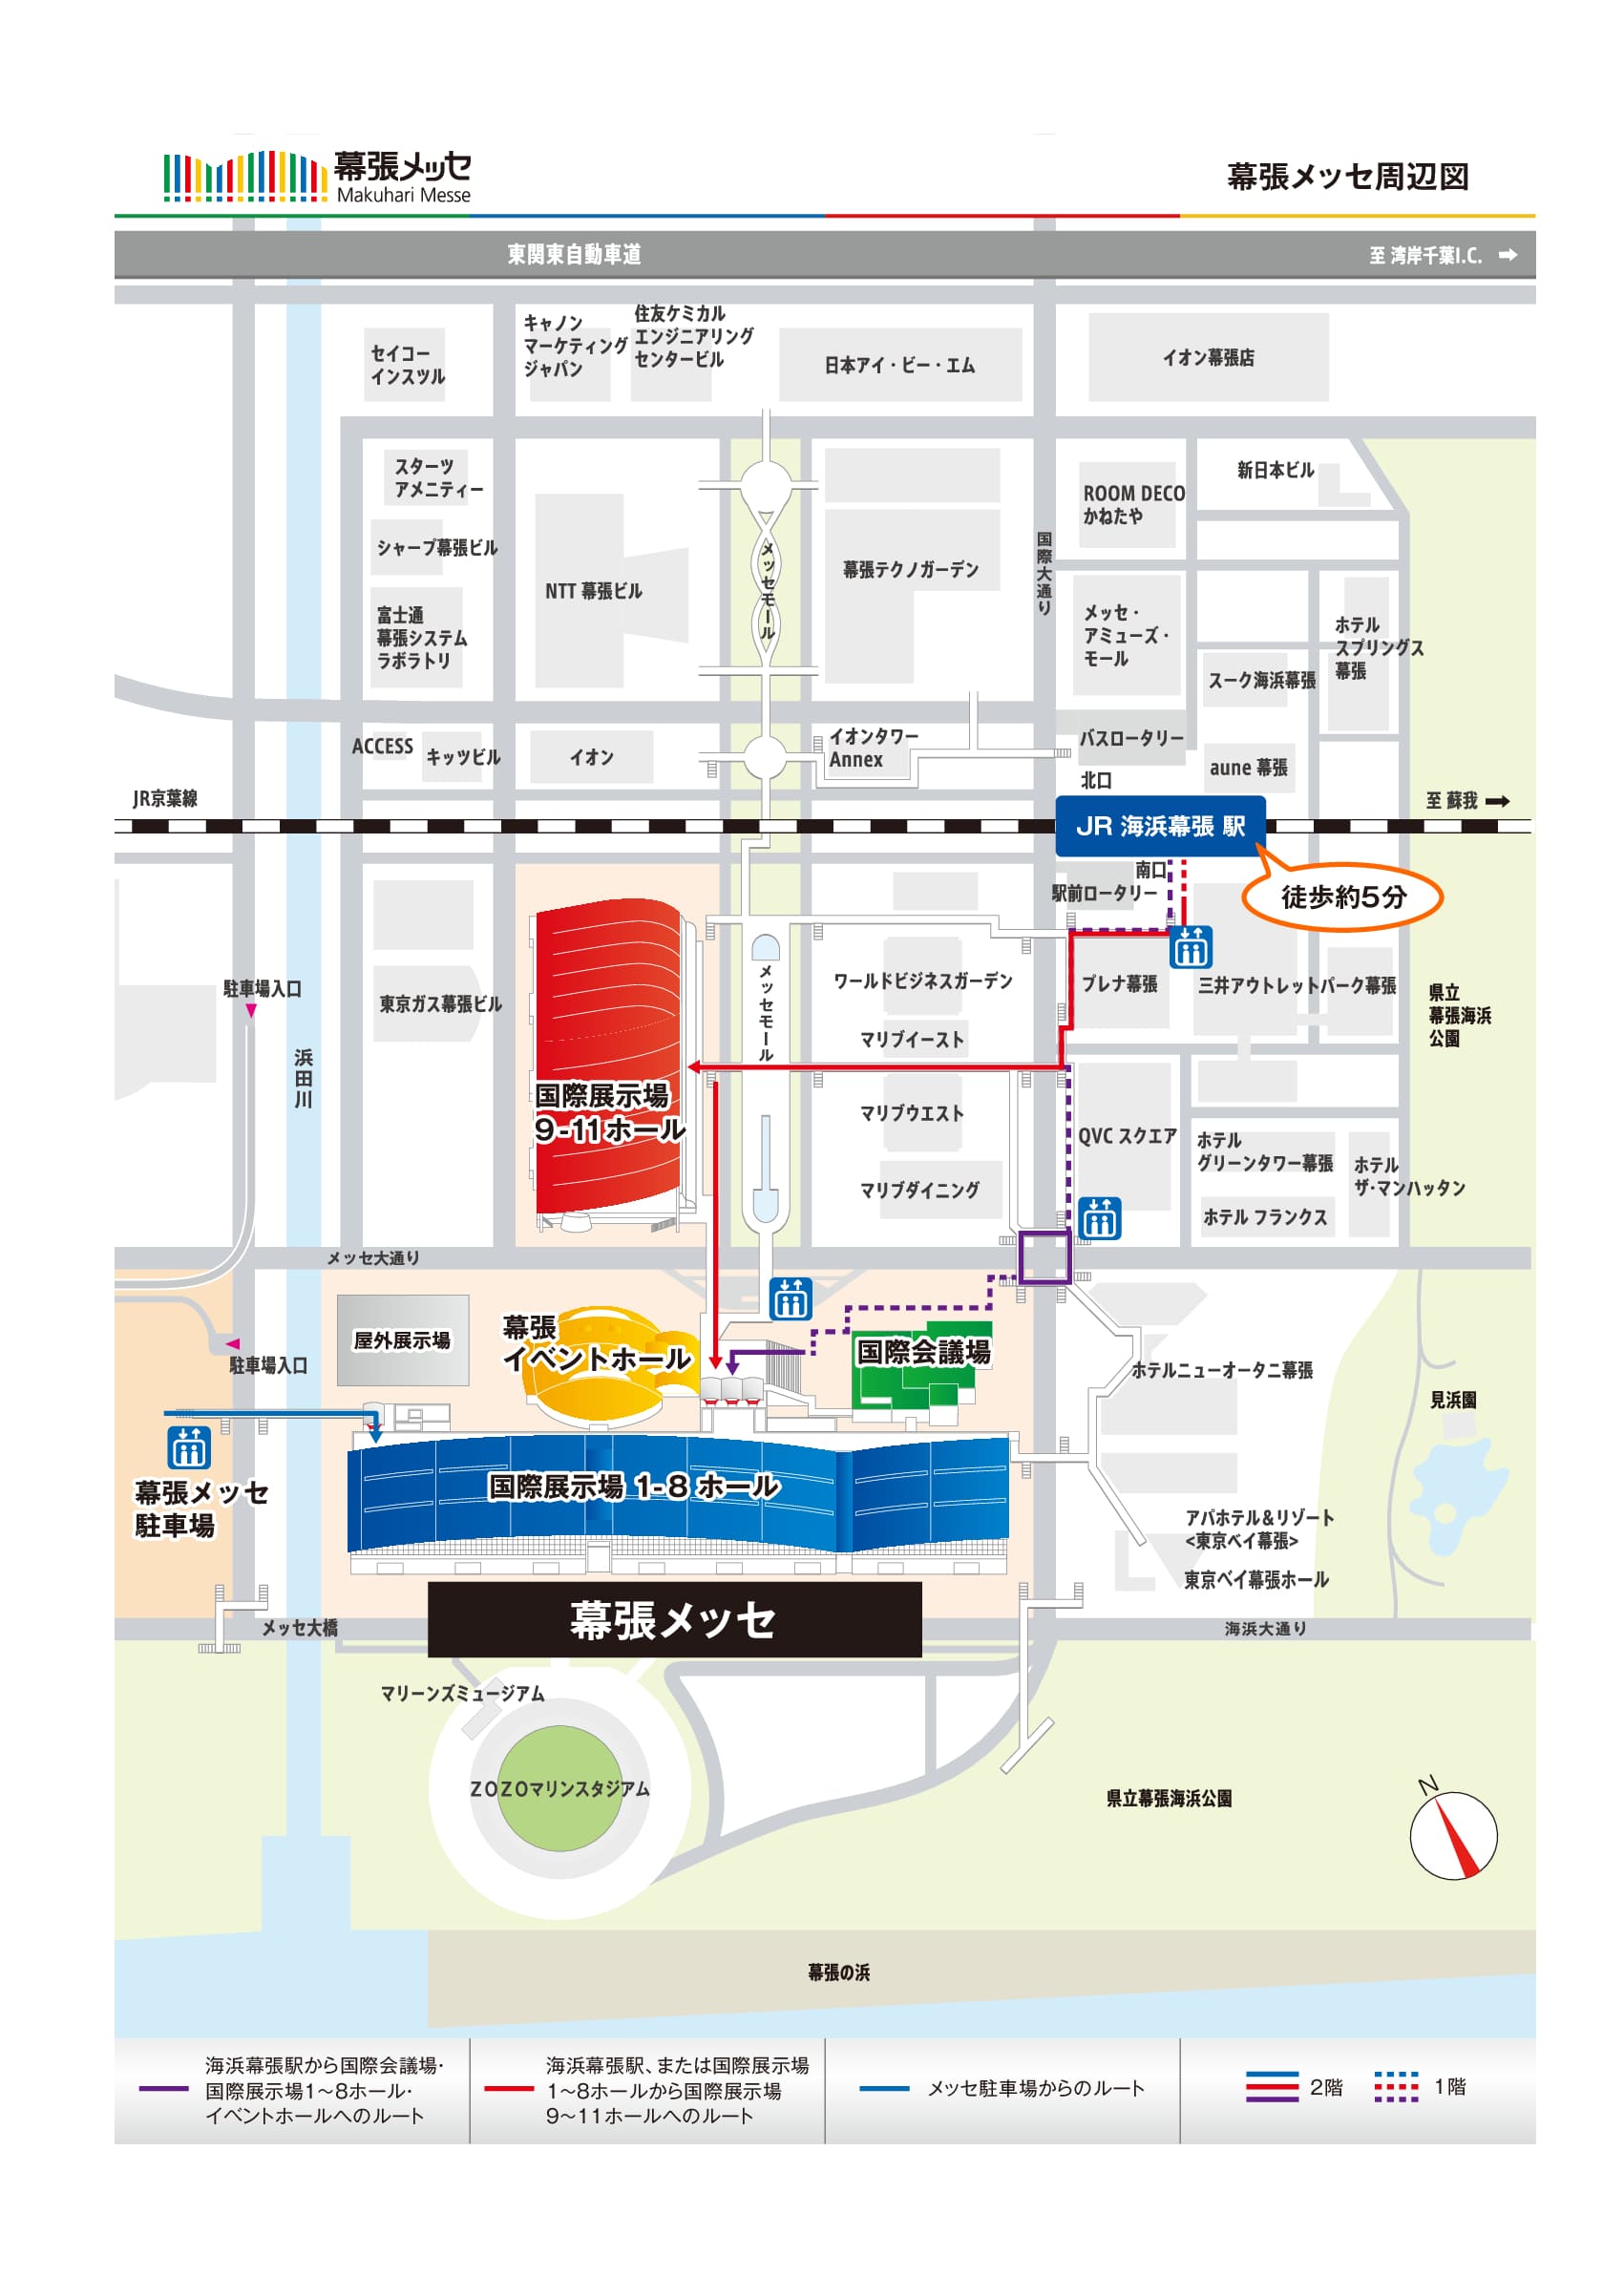 幕張メッセ
Makuhari Messe
幕張メッセ周辺図
東関東自動車道
至 湾岸千葉I.C.
セイコー
インスツル
キャノン
マーケティング
ジャパン
住友ケミカル
エンジニアリング
センタービル
日本アイ・ビー・エム
イオン幕張店
スターツ
アメニティー
シャープ幕張ビル
富士通
幕張システム
ラボラトリ
NTT 幕張ビル
メッセモール
幕張テクノガーデン
国際大通り
ROOM DECO
かねたや
新日本ビル
メッセ・
アミューズ・
モール
ホテル
スプリングス
幕張
スーク海浜幕張
バスロータリー
aune 幕張
北口
ACCESS
キッツビル
イオン
イオンタワー
Annex
JR京葉線
至 蘇我
JR 海浜幕張 駅
南口
駅前ロータリー
徒歩約5分
駐車場入口
浜田川
東京ガス幕張ビル
国際展示場
9-11ホール
メッセモール
ワールドビジネスガーデン
マリブイースト
マリブウエスト
マリブダイニング
プレナ幕張
三井アウトレットパーク幕張
県立
幕張海浜
公園
QVC スクエア
ホテル
グリーンタワー幕張
ホテル
ザ・マンハッタン
ホテル フランクス
メッセ大通り
屋外展示場
幕張
イベントホール
国際会議場
駐車場入口
ホテルニューオータニ幕張
見浜園
幕張メッセ
駐車場
国際展示場 1-8 ホール
アパホテル&リゾート
<東京ベイ幕張>
東京ベイ幕張ホール
幕張メッセ
メッセ大橋
海浜大通り
マリーンズミュージアム
ZOZOマリンスタジアム
県立幕張海浜公園
N
幕張の浜
海浜幕張駅から国際会議場・
国際展示場1～8ホール・
イベントホールへのルート
海浜幕張駅、または国際展示場
1～8ホールから国際展示場
9～11ホールへのルート
メッセ駐車場からのルート
2階
1階